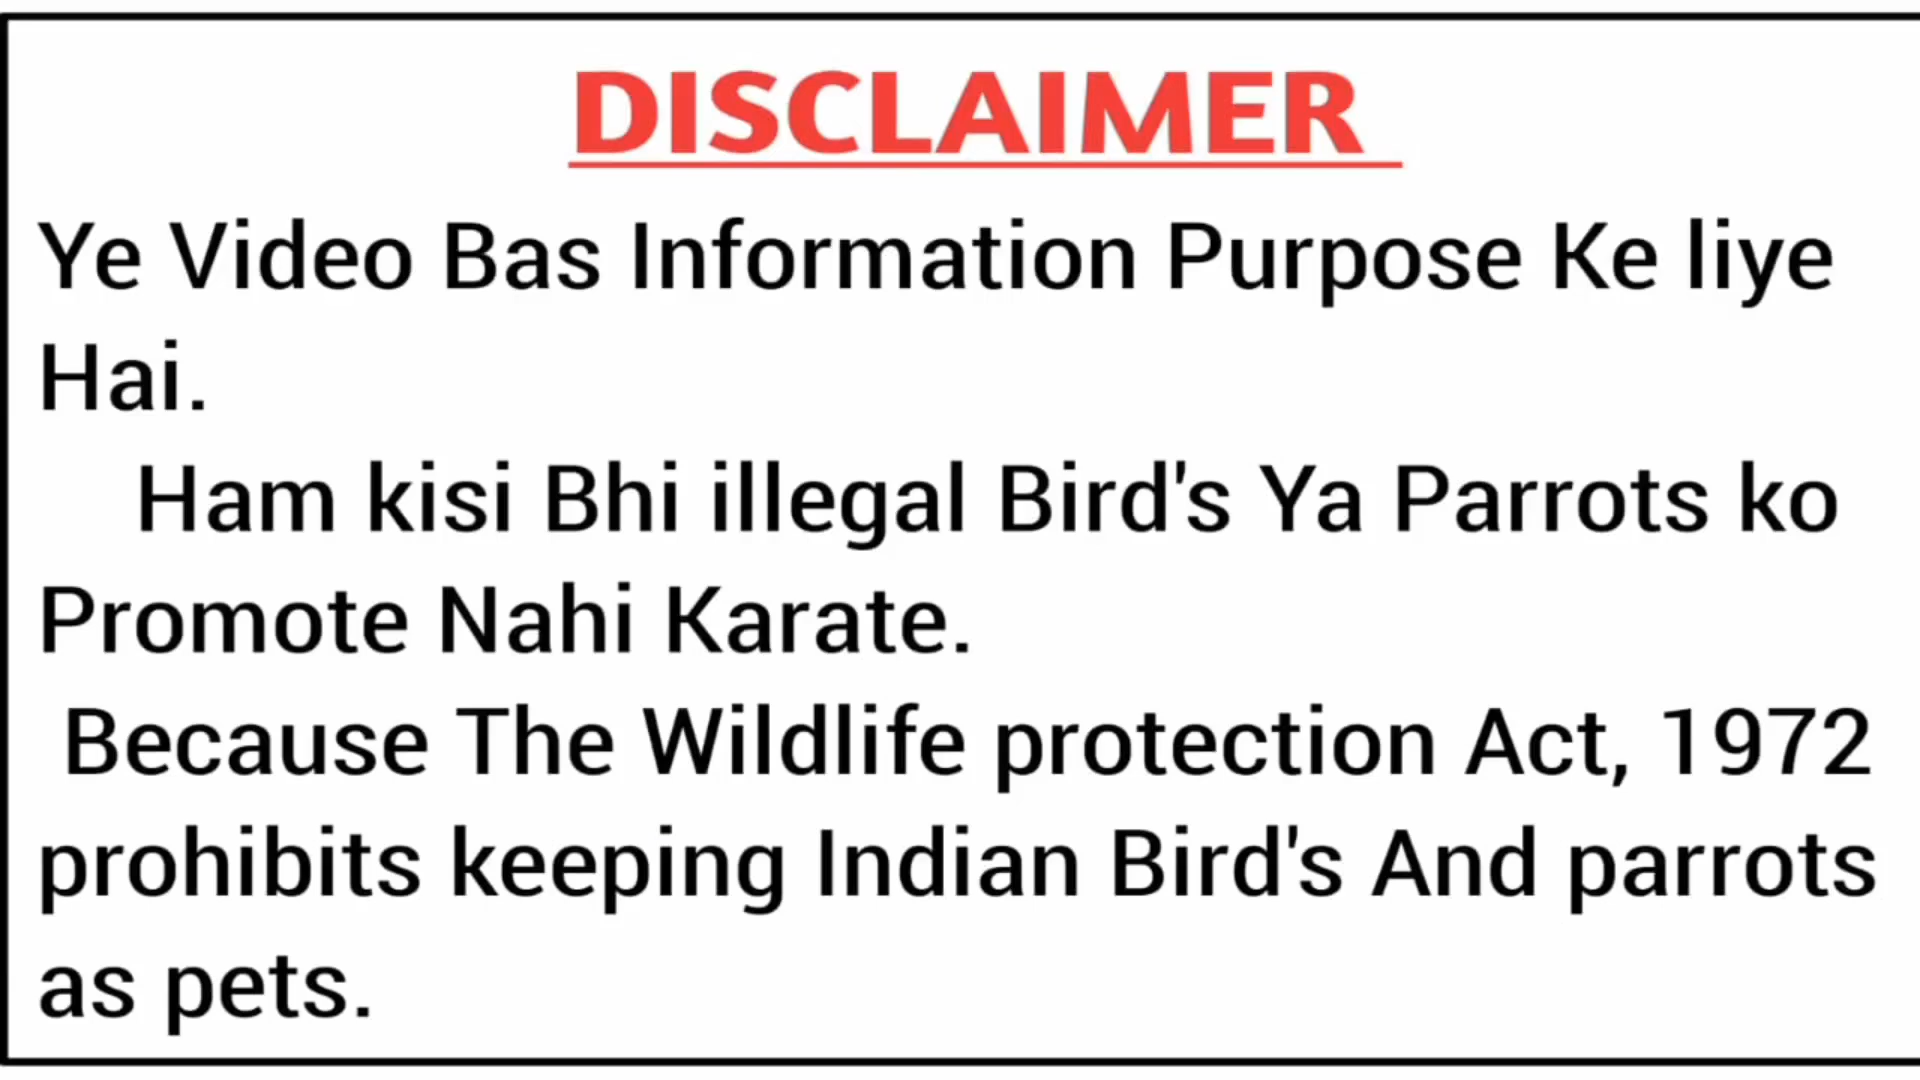 DISCLAIMER
Ye Video Bas Information Purpose Ke liye
Hai.
Ham kisi Bhi illegal Bird's Ya Parrots ko
Promote Nahi Karate.
Because The Wildlife protection Act, 1972
prohibits keeping Indian Bird's And parrots
as pets.